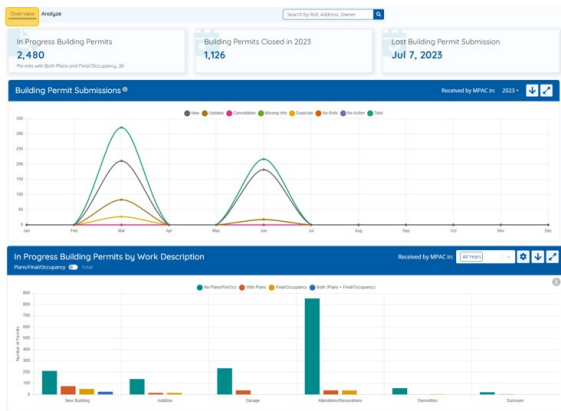 Overview Analyze
Search by Roll, Address, Owner
In Progress Building Permits
2,480
Permits with Both Plans and Final/Occupancy, 26
Building Permits Closed in 2023
1,126
Last Building Permit Submission
Jul 7, 2023
Building Permit Submissions
Received by MPAC in: 2023
New Updates Cancellation Missing Info Duplicate No Roll# No Action Total
350
300
250
200
150
100
50
0
Jan Feb Mar Apr May Jun Jul Aug Sep Oct Nov Dec
In Progress Building Permits by Work Description
Plans/Final/Occupancy Total
Received by MPAC in: All Years
No Plans/Fin/Occ With Plans Final/Occupancy Both (Plans + Final/Occupancy)
Number of Permits
900
800
700
600
500
400
300
200
100
0
New Building Addition Garage Alterations/Renovations Demolition Sunroom